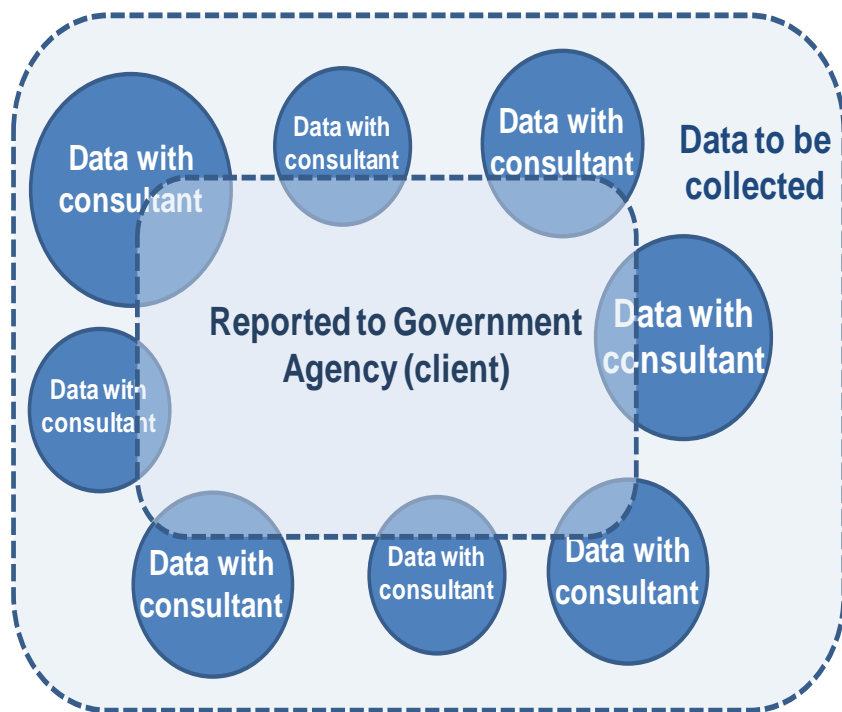 Data with
consultant
Data with
consultant
Data with
consultant
Data to be
collected
Reported to Government
Agency (client)
Data with
consultant
Data with
consultant
Data with
consultant
Data with
consultant
Data with
consultant